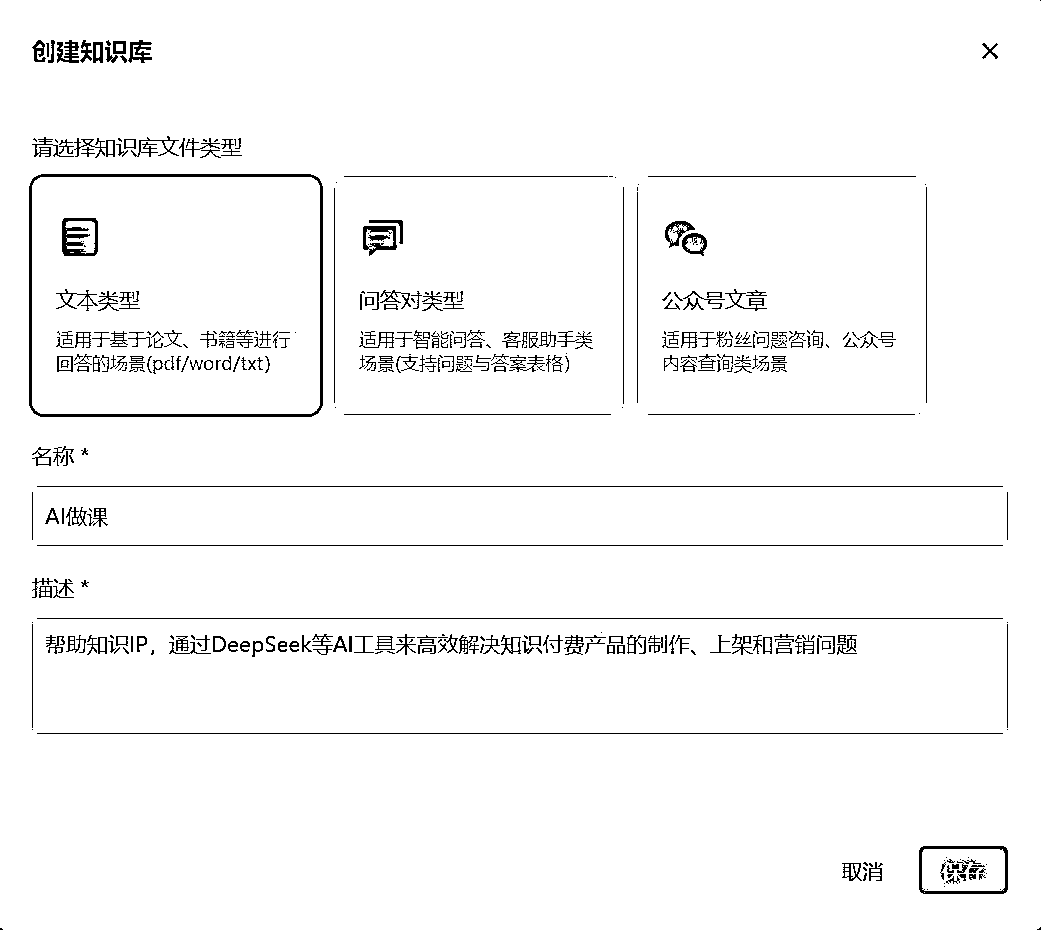 创建知识库
请选择知识库文件类型
文本类型
适用于基于论文、书籍等进行
回答的场景(pdf/word/txt)
问答对类型
适用于智能问答、客服助手类
场景(支持问题与答案表格)
公众号文章
适用于粉丝问题咨询、公众号
内容查询类场景
名称 *
AI做课
描述 *
帮助知识IP，通过DeepSeek等AI工具来高效解决知识付费产品的制作、上架和营销问题
取消
保存